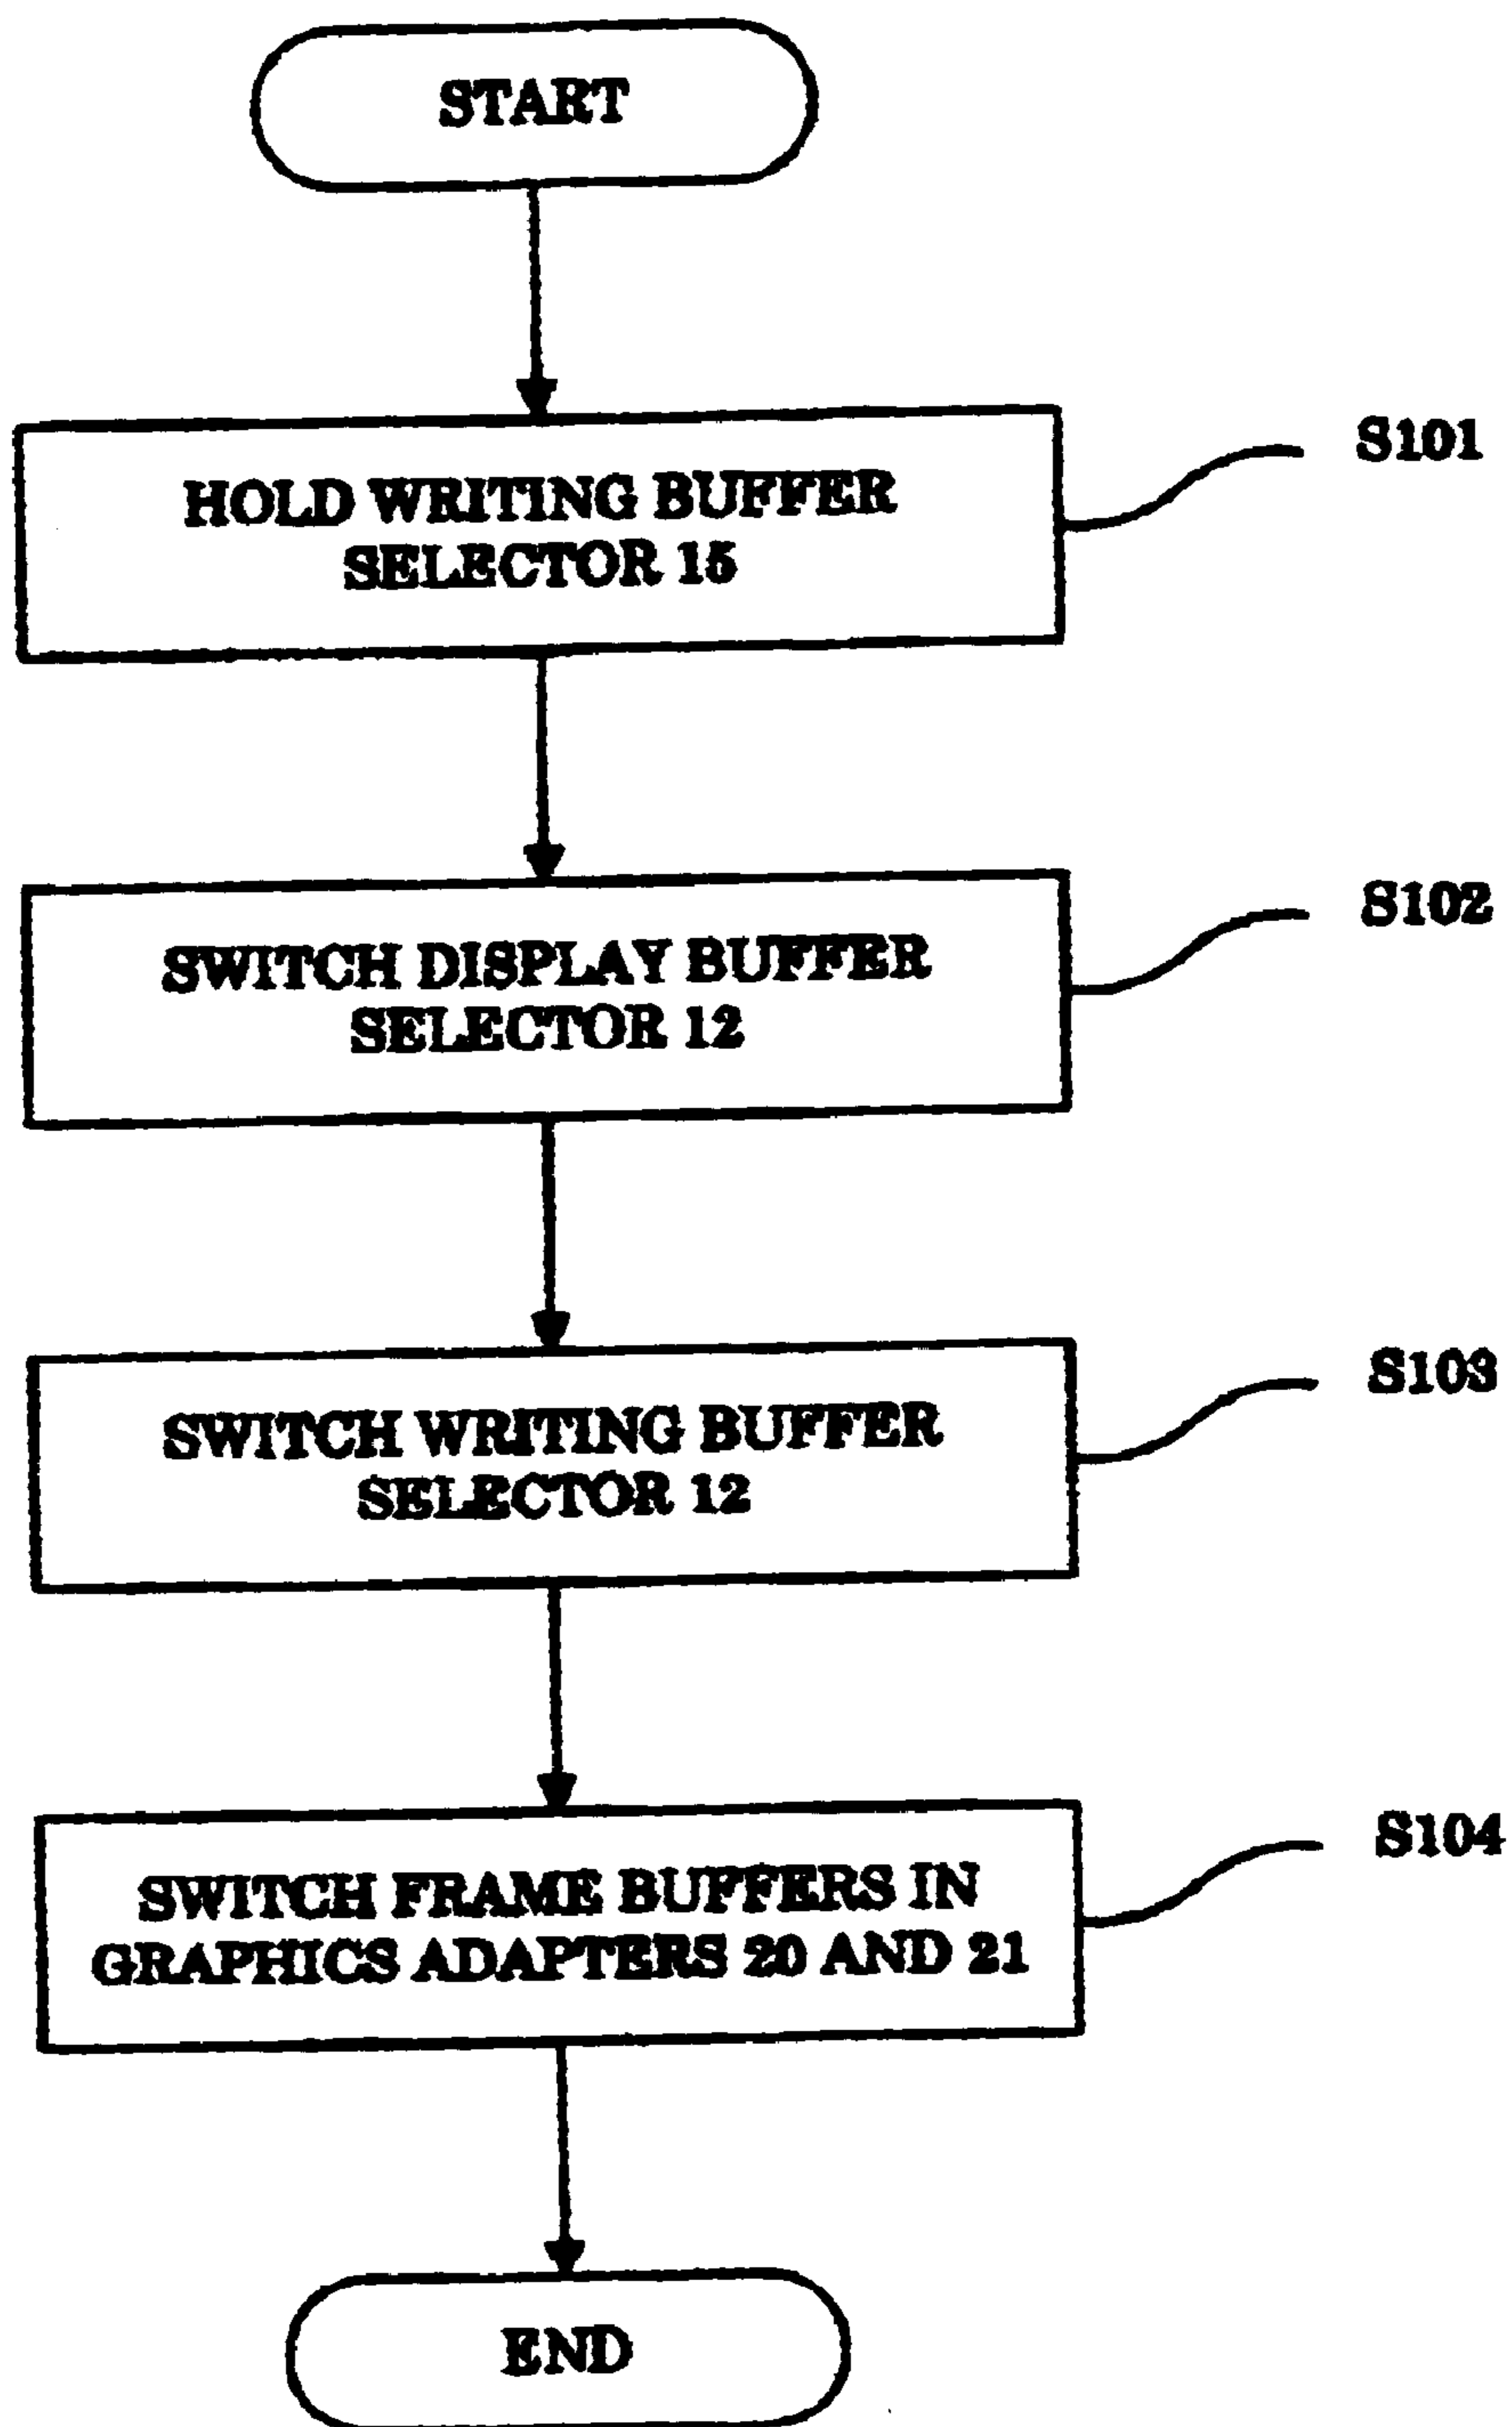 START
HOLD WRITING BUFFER
SELECTOR 15
S101
SWITCH DISPLAY BUFFER
SELECTOR 12
S102
SWITCH WRITING BUFFER
SELECTOR 12
S103
SWITCH FRAME BUFFERS IN
GRAPHICS ADAPTERS 20 AND 21
S104
END